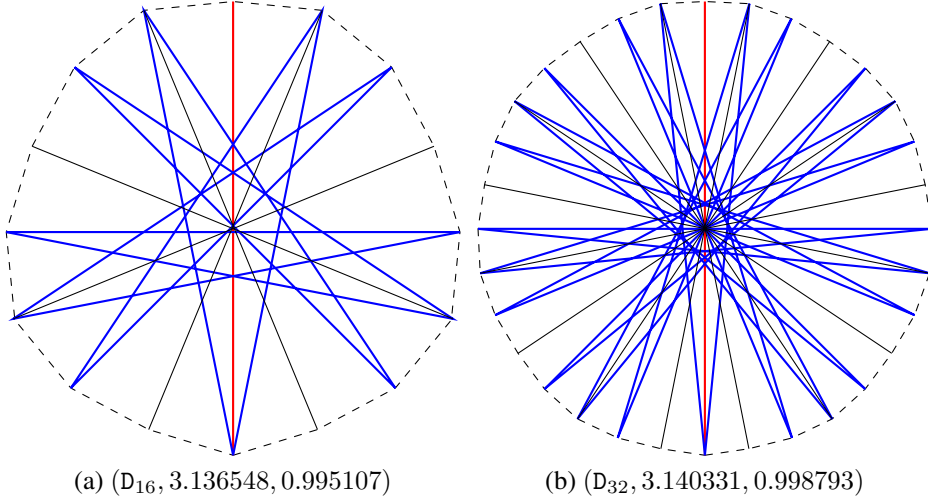 (a) (D₁₆, 3.136548, 0.995107)
(b) (D₃₂, 3.140331, 0.998793)